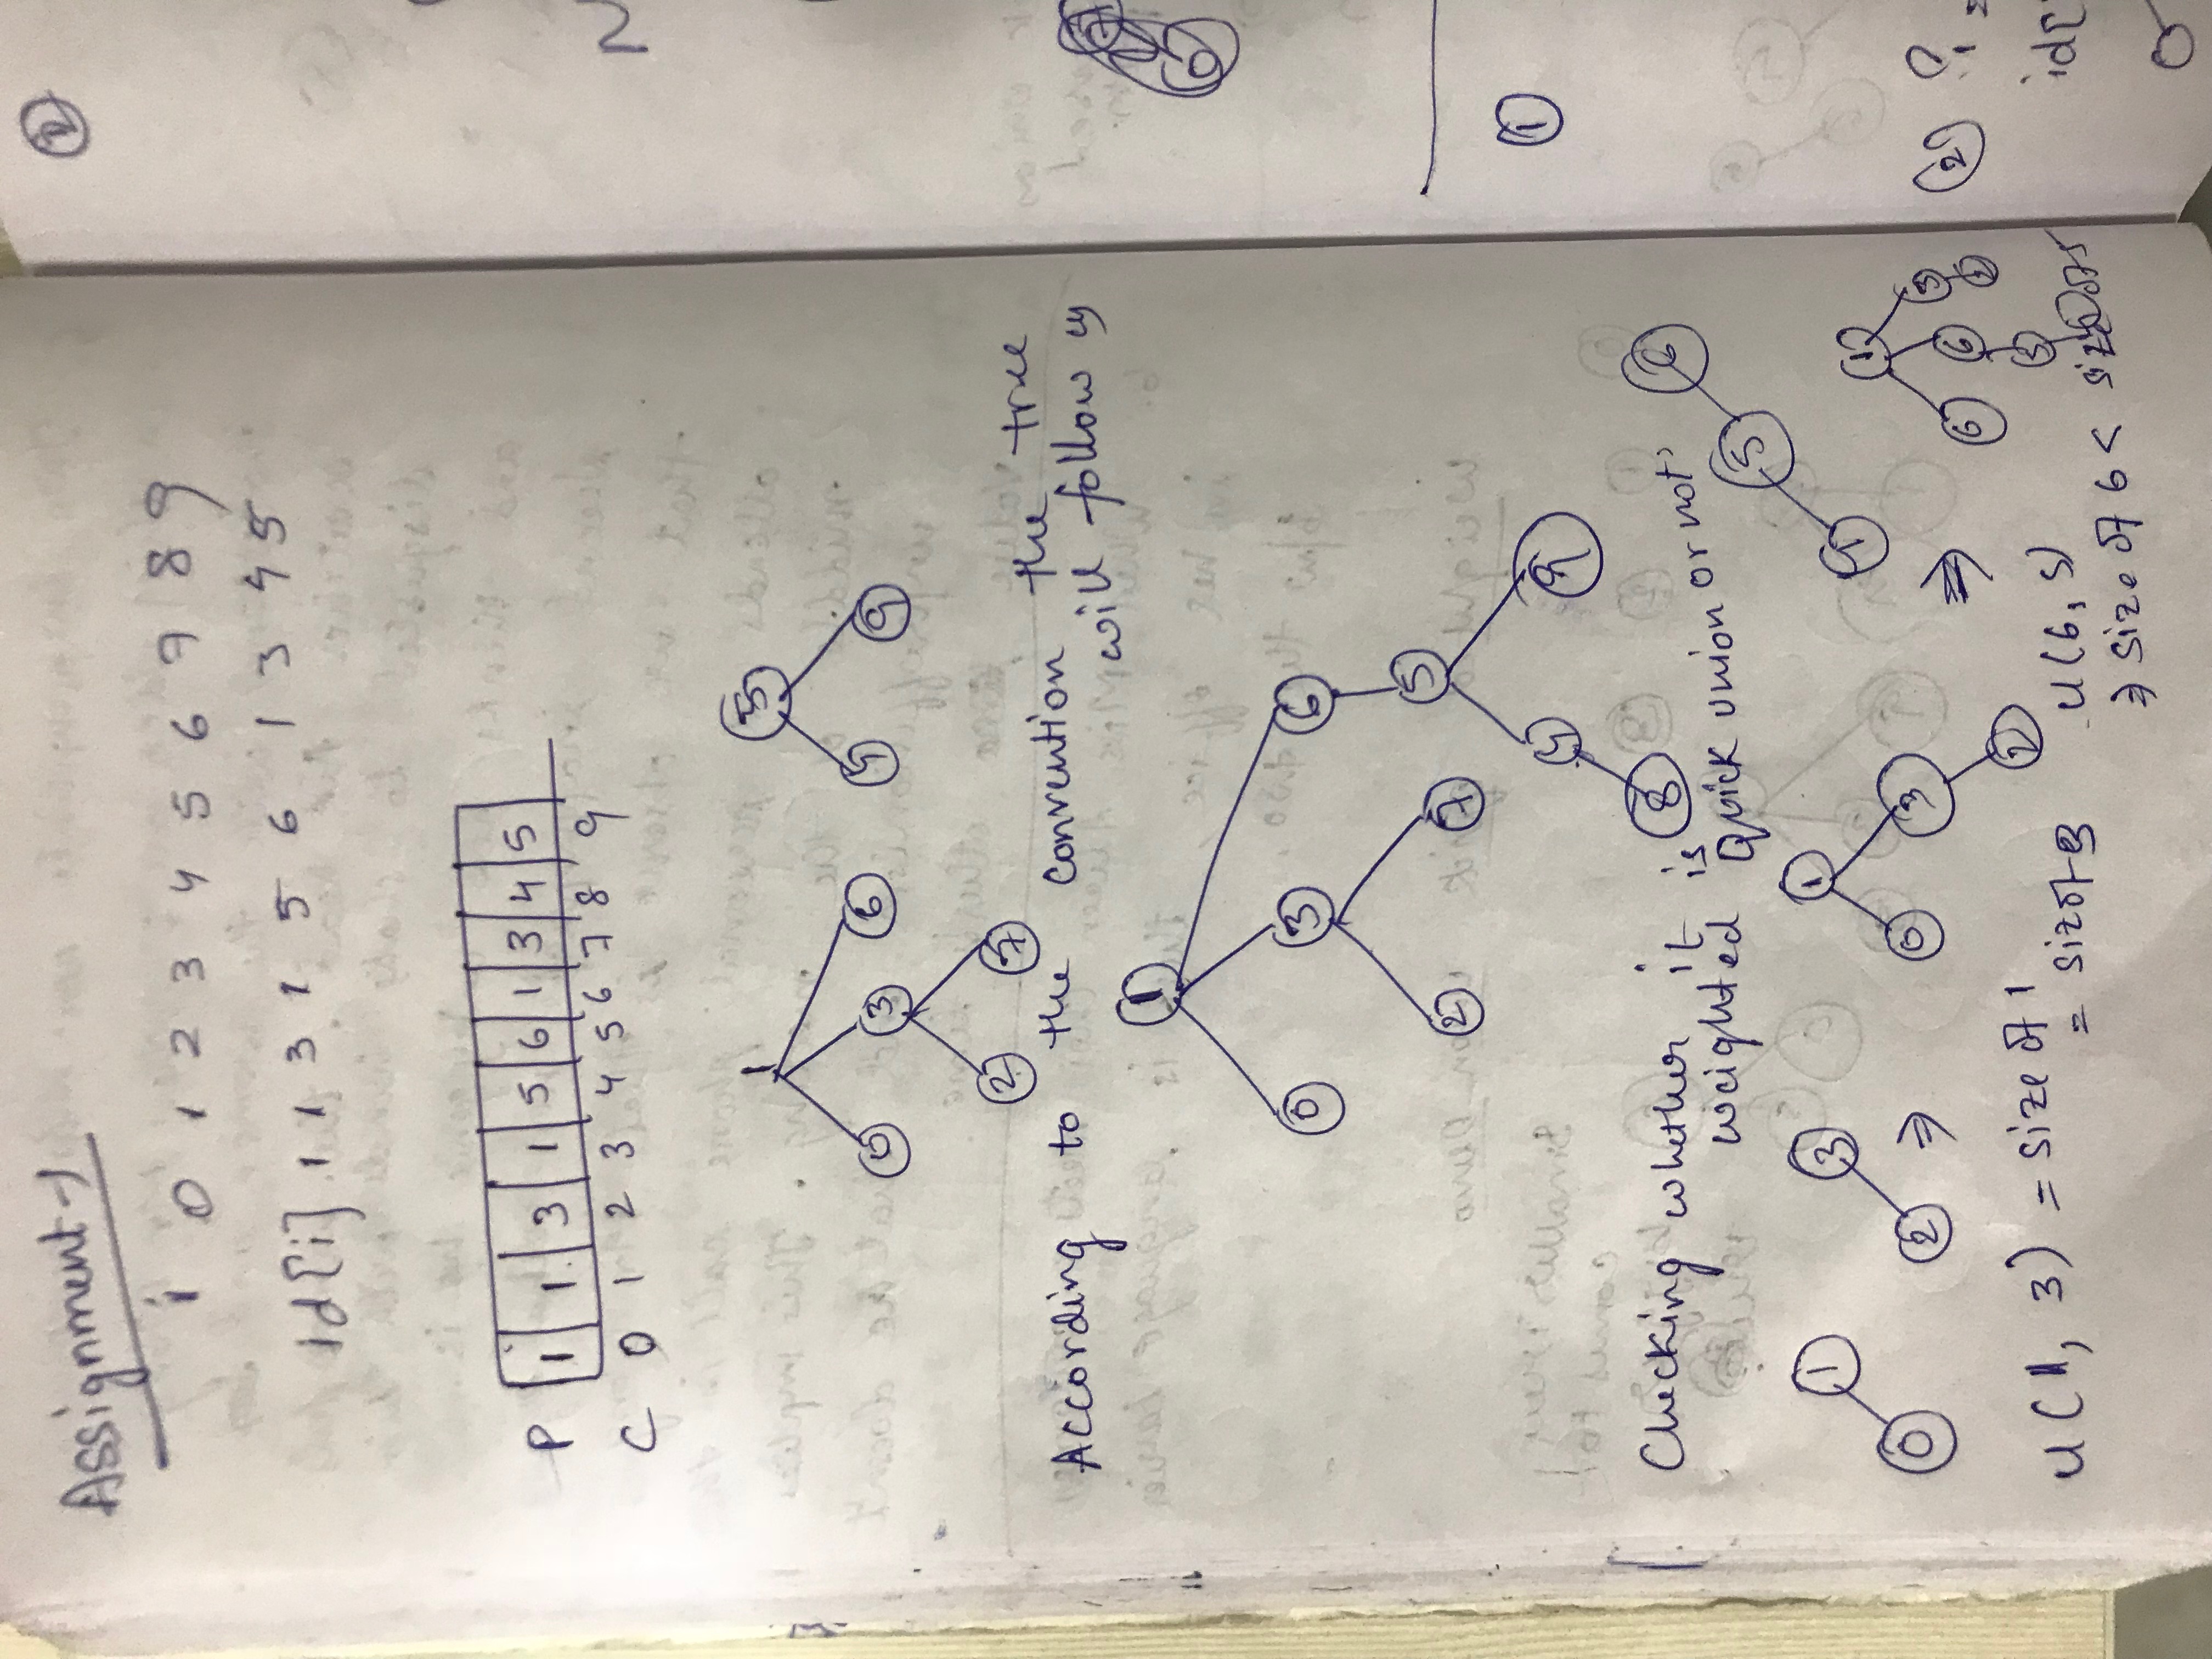 Assignment-1
i 0 1 2 3 4 5 6 7 8 9
id[i] 1 1 3 1 5 6 1 3 4 5
P 1 1 3 1 5 6 1 3 4 5
C 0 1 2 3 4 5 6 7 8 9
1 5
0 3 6 4 9
2 7
According to the convention the tree
will follow is
1
0 3 6
2 7 5
4 9
8
Checking whether it is
weighted Quick union or not
6
5
4
1 3 ⇒ 1
0 2 0 3
2
⇒ 1
0 6 3
5 2
u(1, 3) = size of 1
= siz of 3
u(6, 5)
⇒ size of 6 < size of 5
2
1
2 ?
id[